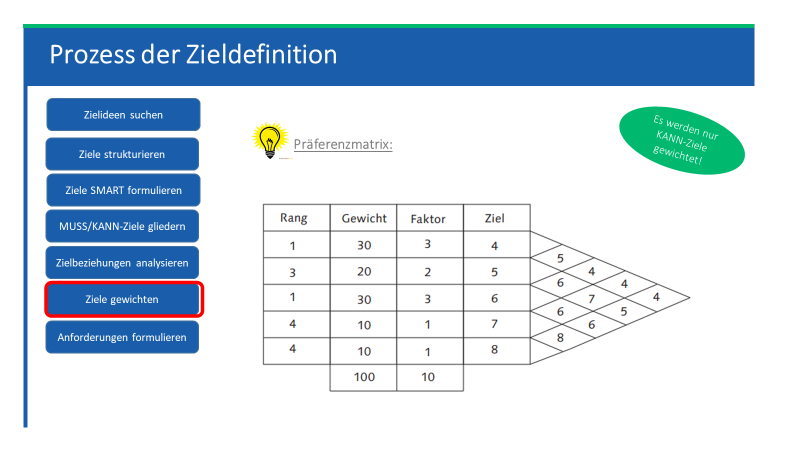 Prozess der Zieldefinition
Zielideen suchen
Ziele strukturieren
Ziele SMART formulieren
MUSS/KANN-Ziele gliedern
Zielbeziehungen analysieren
Ziele gewichten
Anforderungen formulieren
Präferenzmatrix:
Es werden nur
KANN-Ziele
gewichtet!
Rang Gewicht Faktor Ziel
1 30 3 4
3 20 2 5
1 30 3 6
4 10 1 7
4 10 1 8
100 10
5
4
6 4
7 4
6 5
6
8